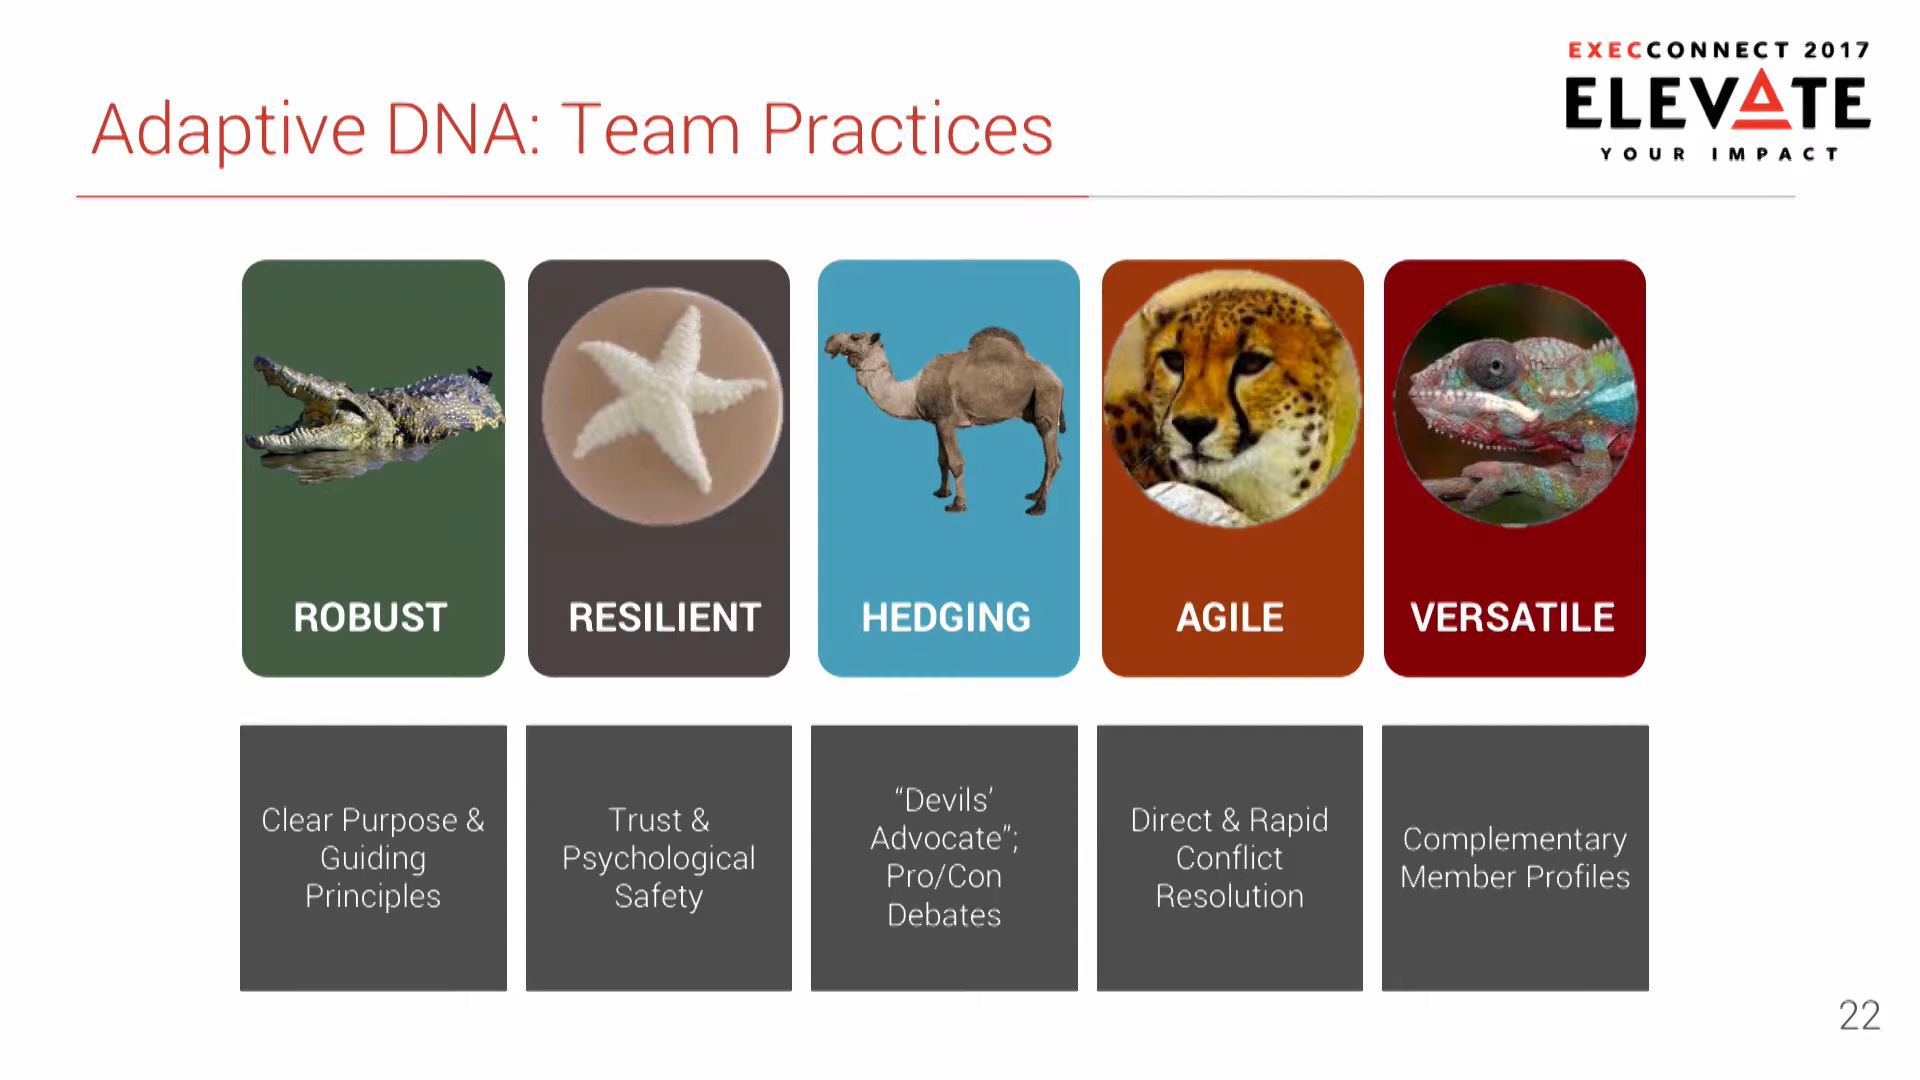 EXECCONNECT 2017
ELEVATE
YOUR IMPACT
Adaptive DNA: Team Practices
ROBUST
RESILIENT
HEDGING
AGILE
VERSATILE
Clear Purpose &
Guiding
Principles
Trust &
Psychological
Safety
“Devils’
Advocate”;
Pro/Con
Debates
Direct & Rapid
Conflict
Resolution
Complementary
Member Profiles
22